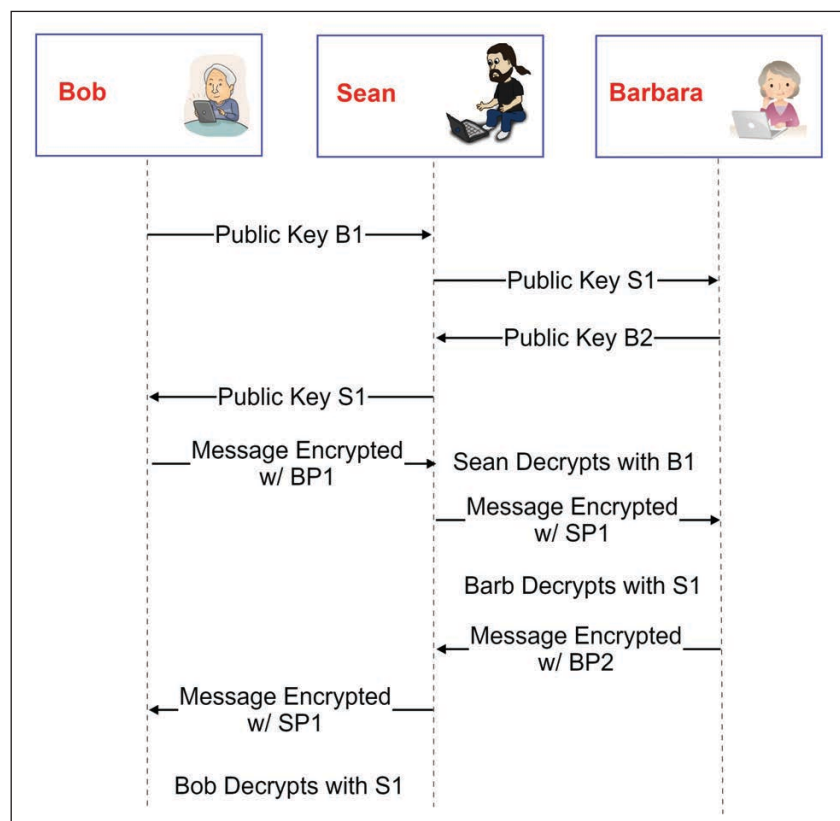 Bob
Sean
Barbara
Public Key B1
Public Key S1
Public Key B2
Public Key S1
Message Encrypted
w/ BP1
Sean Decrypts with B1
Message Encrypted
w/ SP1
Barb Decrypts with S1
Message Encrypted
w/ BP2
Message Encrypted
w/ SP1
Bob Decrypts with S1